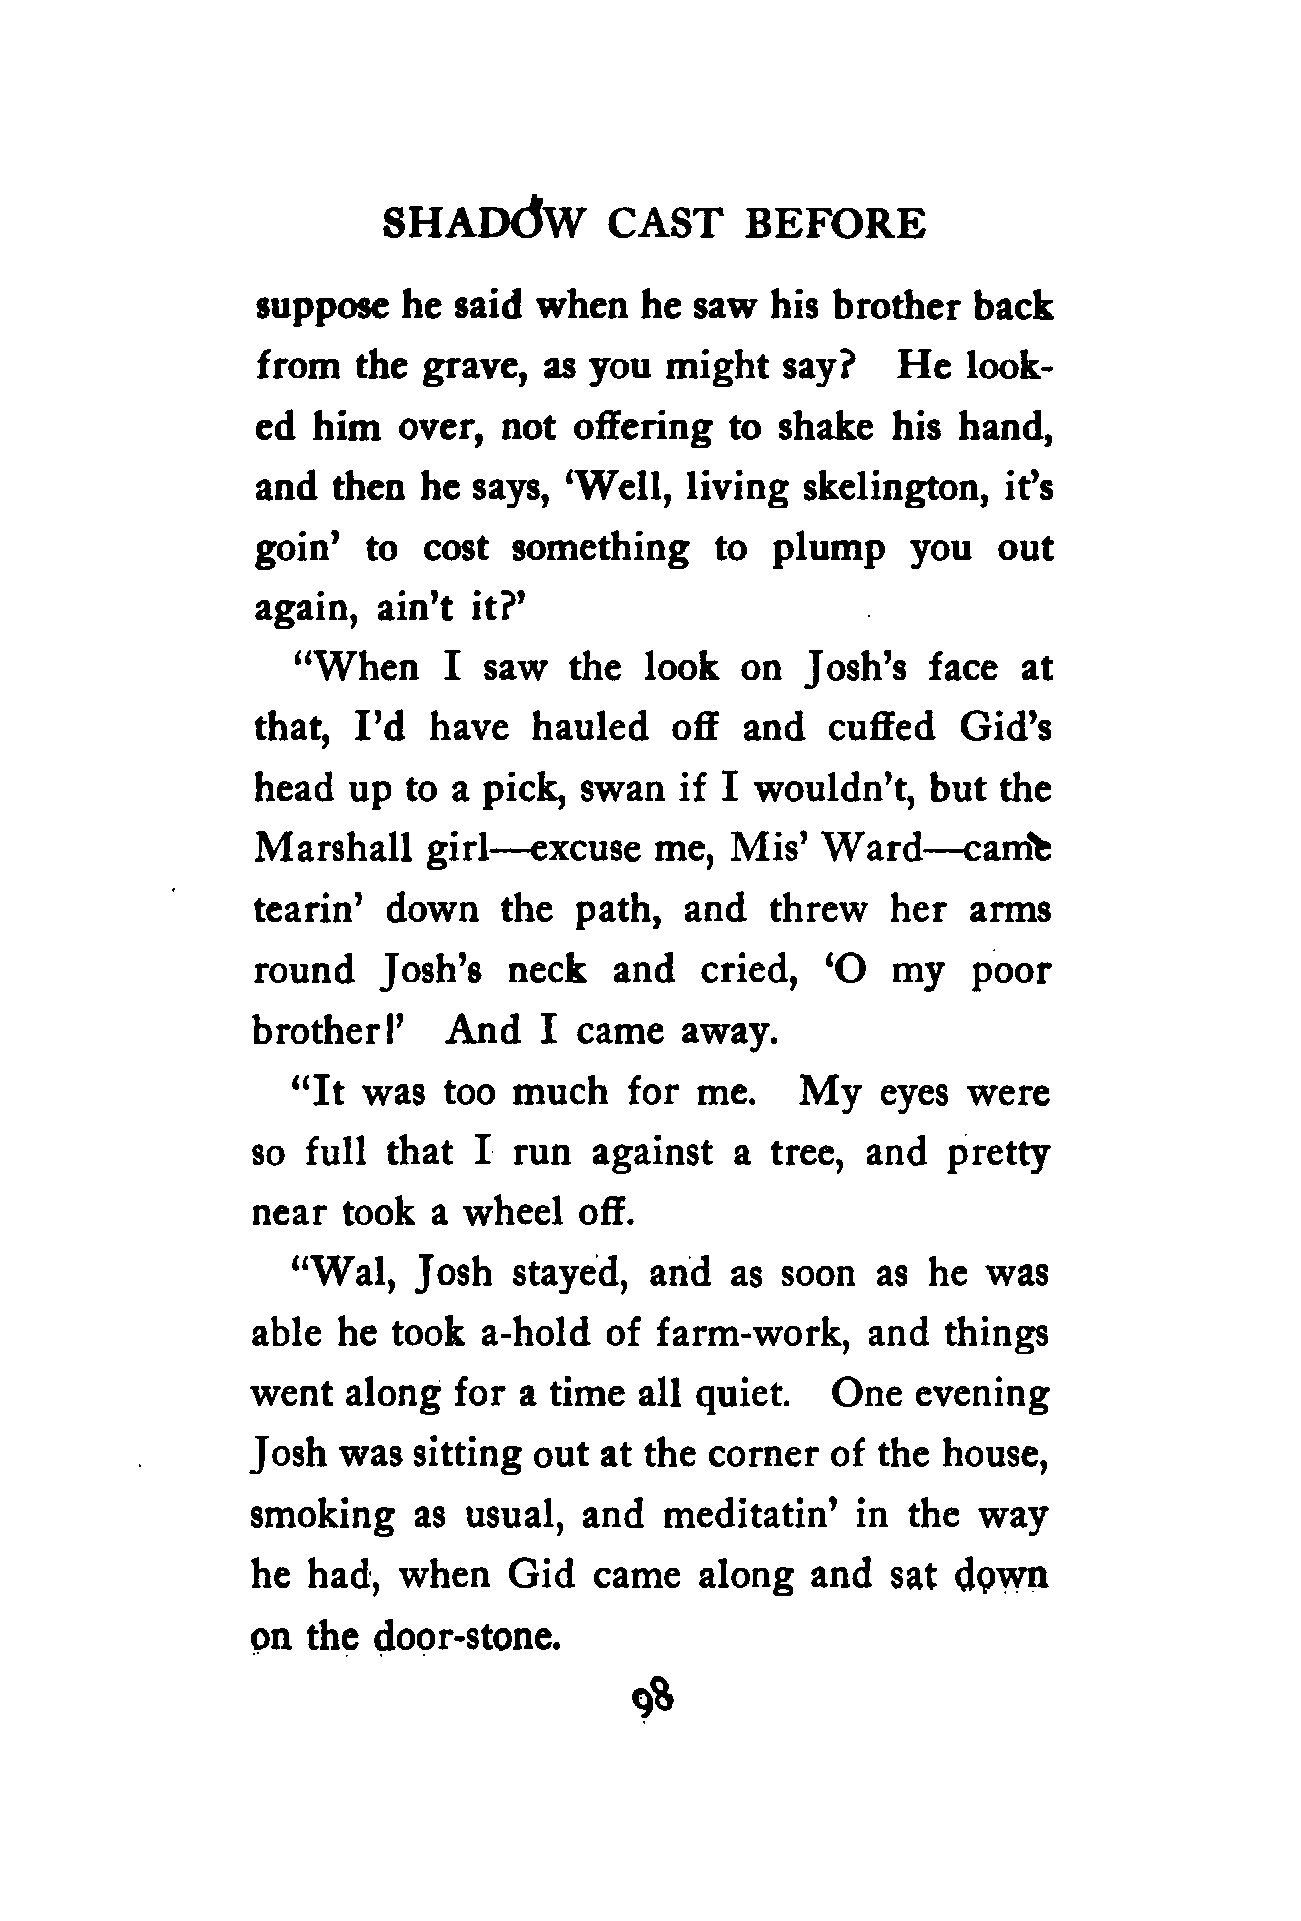 SHADOW CAST BEFORE
suppose he said when he saw his brother back
from the grave, as you might say? He look-
ed him over, not offering to shake his hand,
and then he says, ‘Well, living skelington, it’s
goin’ to cost something to plump you out
again, ain’t it?’
“When I saw the look on Josh’s face at
that, I’d have hauled off and cuffed Gid’s
head up to a pick, swan if I wouldn’t, but the
Marshall girl—excuse me, Mis’ Ward—came
tearin’ down the path, and threw her arms
round Josh’s neck and cried, ‘O my poor
brother!’ And I came away.
“It was too much for me. My eyes were
so full that I run against a tree, and pretty
near took a wheel off.
“Wal, Josh stayed, and as soon as he was
able he took a-hold of farm-work, and things
went along for a time all quiet. One evening
Josh was sitting out at the corner of the house,
smoking as usual, and meditatin’ in the way
he had, when Gid came along and sat down
on the door-stone.
98